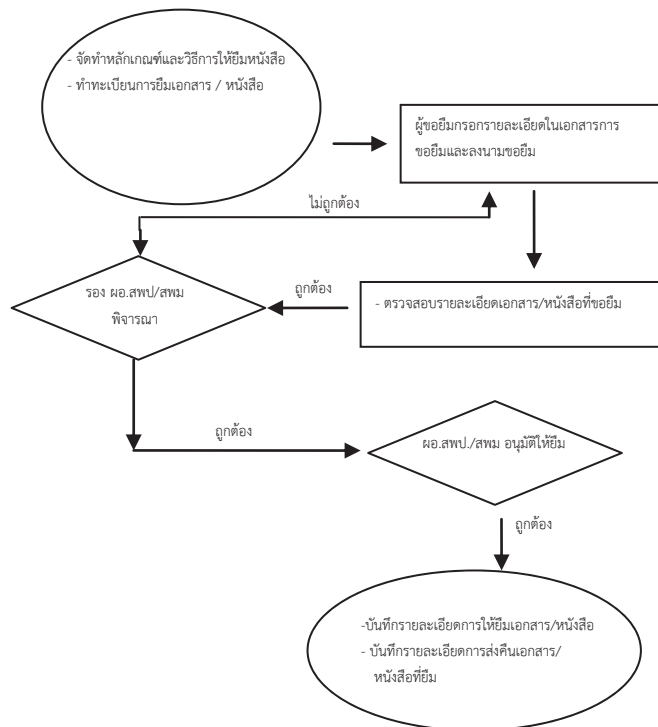 - จัดทำหลักเกณฑ์และวิธีการให้ยืมหนังสือ
- ทำทะเบียนการยืมเอกสาร / หนังสือ
ผู้ขอยืมกรอกรายละเอียดในเอกสารการ
ขอยืมและลงนามขอยืม
ไม่ถูกต้อง
รอง ผอ.สพป/สพม
พิจารณา
ถูกต้อง
- ตรวจสอบรายละเอียดเอกสาร/หนังสือที่ขอยืม
ถูกต้อง
ผอ.สพป./สพม อนุมัติให้ยืม
ถูกต้อง
-บันทึกรายละเอียดการให้ยืมเอกสาร/หนังสือ
- บันทึกรายละเอียดการส่งคืนเอกสาร/
หนังสือที่ยืม